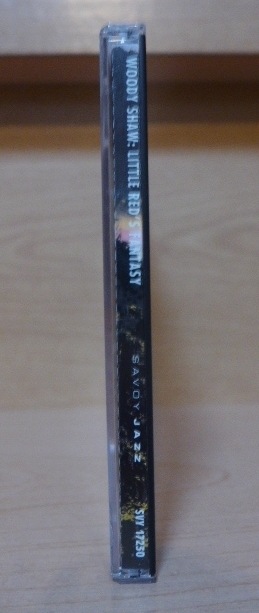 WOODY SHAW: LITTLE RED'S FANTASY
SAVOY JAZZ
SVY 17250